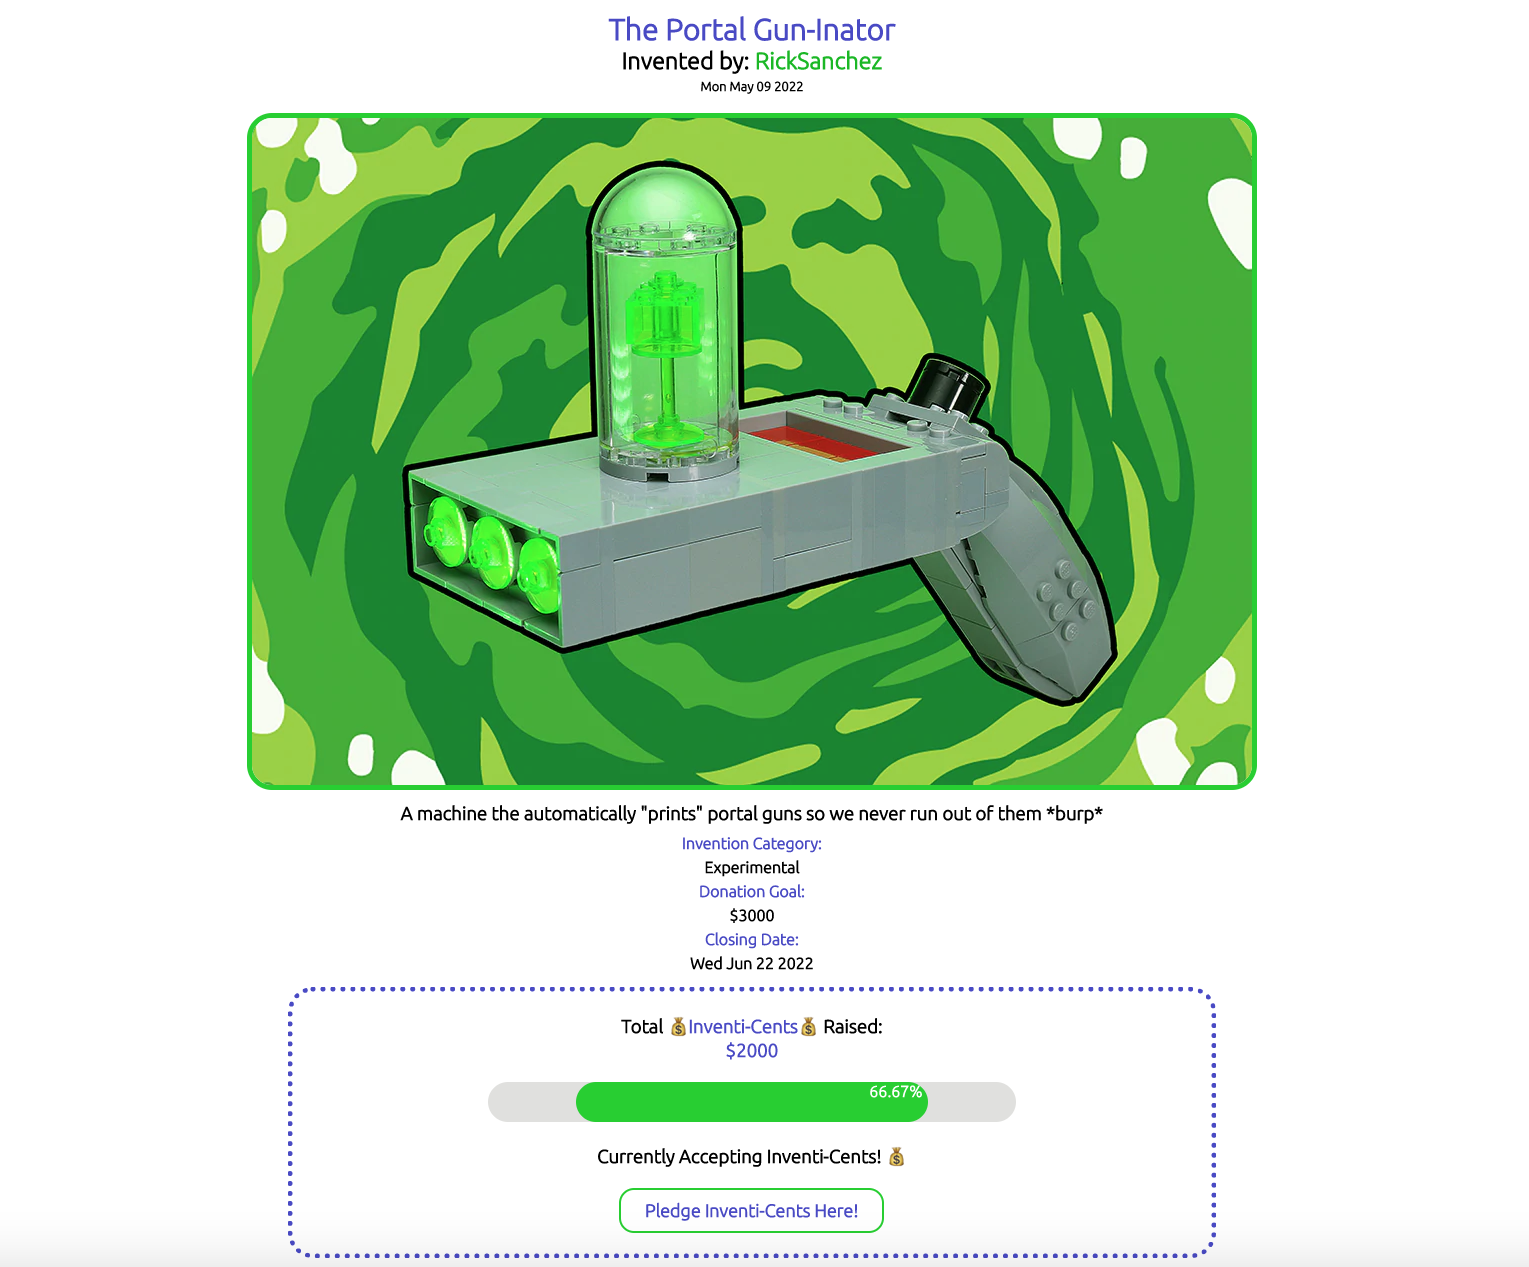 The Portal Gun-Inator
Invented by: RickSanchez
Mon May 09 2022
A machine the automatically "prints" portal guns so we never run out of them *burp*
Invention Category:
Experimental
Donation Goal:
$3000
Closing Date:
Wed Jun 22 2022
Total 💰Inventi-Cents💰 Raised:
$2000
66.67%
Currently Accepting Inventi-Cents! 💰
Pledge Inventi-Cents Here!